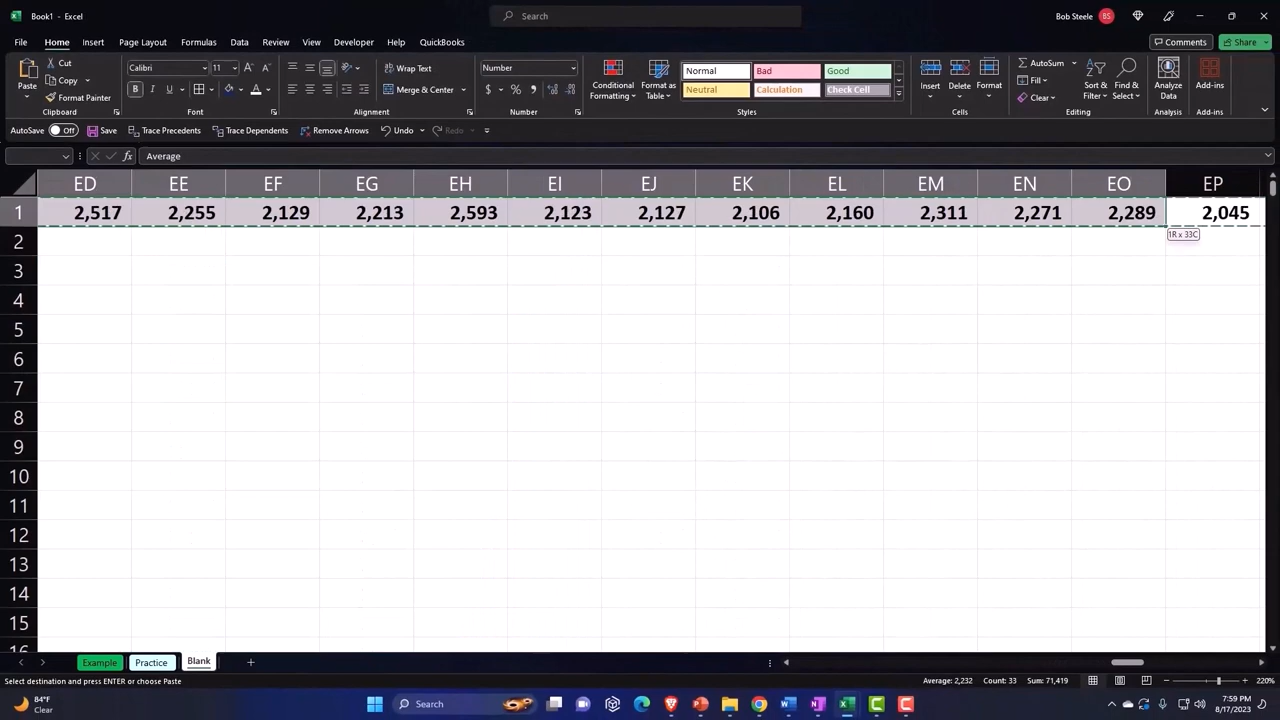 Book1 - Excel
Search
Bob Steele BS
File Home Insert Page Layout Formulas Data Review View Developer Help QuickBooks
Comments Share
Paste Cut Copy Format Painter
Calibri 11
B I U
Wrap Text
Merge & Center
Number
$ % ,
Conditional Formatting Format as Table
Normal Bad Good
Neutral Calculation Check Cell
Insert Delete Format
AutoSum Fill Clear
Sort & Filter Find & Select
Analyze Data
Add-ins
Clipboard Font Alignment Number Styles Cells Editing Analysis Add-ins
AutoSave Off Save Trace Precedents Trace Dependents Remove Arrows Undo Redo
fx Average
ED EE EF EG EH EI EJ EK EL EM EN EO EP
1 2,517 2,255 2,129 2,213 2,593 2,123 2,127 2,106 2,160 2,311 2,271 2,289 2,045
1R x 33C
2
3
4
5
6
7
8
9
10
11
12
13
14
15
16
Example Practice Blank
Select destination and press ENTER or choose Paste
Average: 2,232 Count: 33 Sum: 71,419
220%
84°F
Clear
Search
7:59 PM
8/17/2023